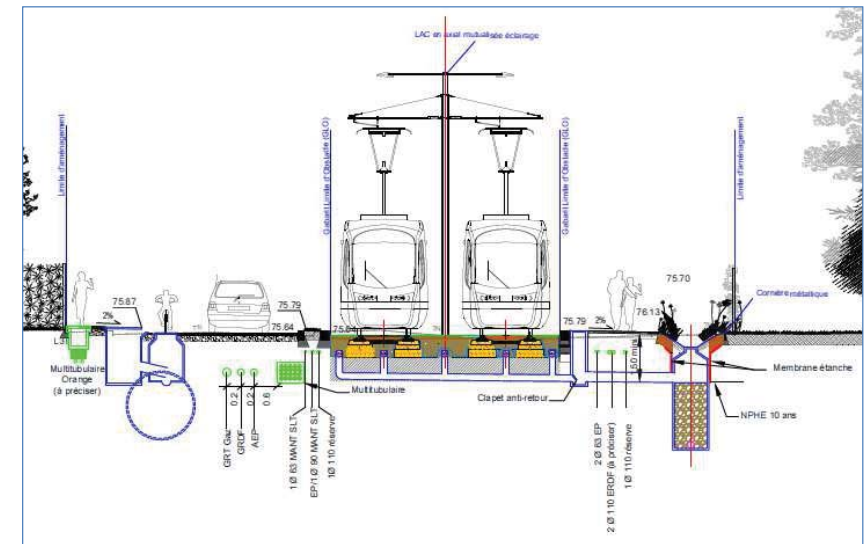 LAC en axial mutualisée éclairage
Limite d'aménagement
Gabarit Limite d'Obstacle (GLO)
Gabarit Limite d'Obstacle (GLO)
Limite d'aménagement
75.87
2%
75.79
75.64
75.79
2%
75.70
76.13
Cornière métallique
Multitubulaire
Orange
(à préciser)
GRT Gaz
0.2
GRDF
0.2
AEP
0.6
Multitubulaire
1 Ø 63 MANT SLT
EP/1 Ø 90 MANT SLT
1Ø 110 réserve
Clapet anti-retour
1.50 mini
2 Ø 63 EP
2 Ø 110 ERDF (à préciser)
1 Ø 110 réserve
Membrane étanche
NPHE 10 ans